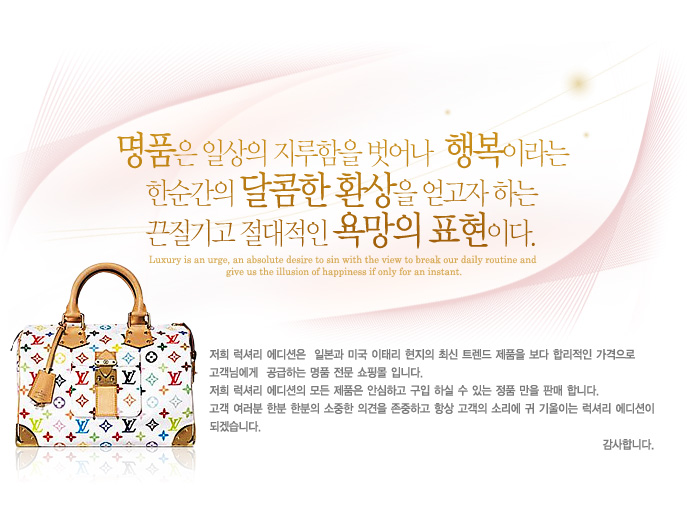 명품은 일상의 지루함을 벗어나 행복이라는
한순간의 달콤한 환상을 얻고자 하는
끈질기고 절대적인 욕망의 표현이다.
Luxury is an urge, an absolute desire to sin with the view to break our daily routine and
give us the illusion of happiness if only for an instant.
저희 럭셔리 에디션은 일본과 미국 이태리 현지의 최신 트렌드 제품을 보다 합리적인 가격으로
고객님에게 공급하는 명품 전문 쇼핑몰 입니다.
저희 럭셔리 에디션의 모든 제품은 안심하고 구입 하실 수 있는 정품 만을 판매 합니다.
고객 여러분 한분 한분의 소중한 의견을 존중하고 항상 고객의 소리에 귀 기울이는 럭셔리 에디션이
되겠습니다.
감사합니다.